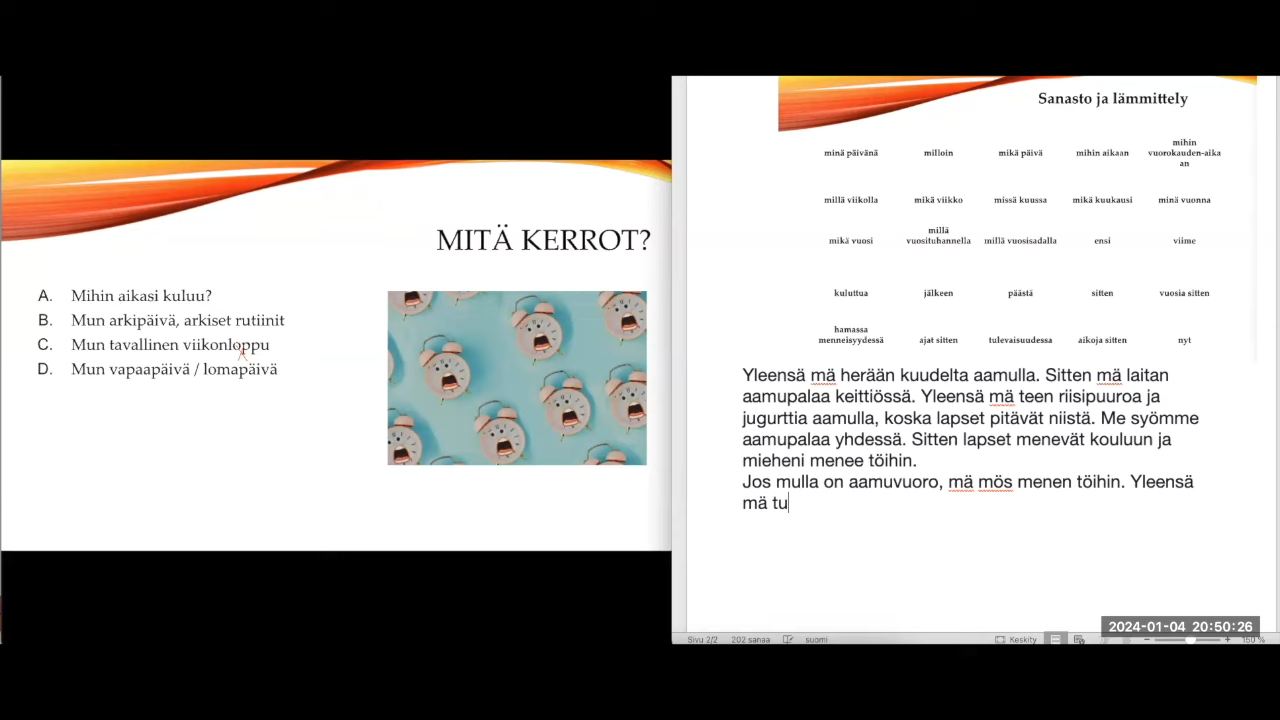 MITÄ KERROT?
A. Mihin aikasi kuluu?
B. Mun arkipäivä, arkiset rutiinit
C. Mun tavallinen viikonloppu
D. Mun vapaapäivä / lomapäivä
Sanasto ja lämmittely
minä päivänä milloin mikä päivä mihin aikaan mihin vuorokauden-aika an
millä viikolla mikä viikko missä kuussa mikä kuukausi minä vuonna
mikä vuosi millä vuosituhannella millä vuosisadalla ensi viime
kuluttua jälkeen päästä sitten vuosia sitten
hamassa menneisyydessä ajat sitten tulevaisuudessa aikoja sitten nyt
Yleensä mä herään kuudelta aamulla. Sitten mä laitan
aamupalaa keittiössä. Yleensä mä teen riisipuuroa ja
jugurttia aamulla, koska lapset pitävät niistä. Me syömme
aamupalaa yhdessä. Sitten lapset menevät kouluun ja
mieheni menee töihin.
Jos mulla on aamuvuoro, mä mös menen töihin. Yleensä
mä tu
2024-01-04 20:50:26
Sivu 2/2 202 sanaa suomi Keskity 150 %